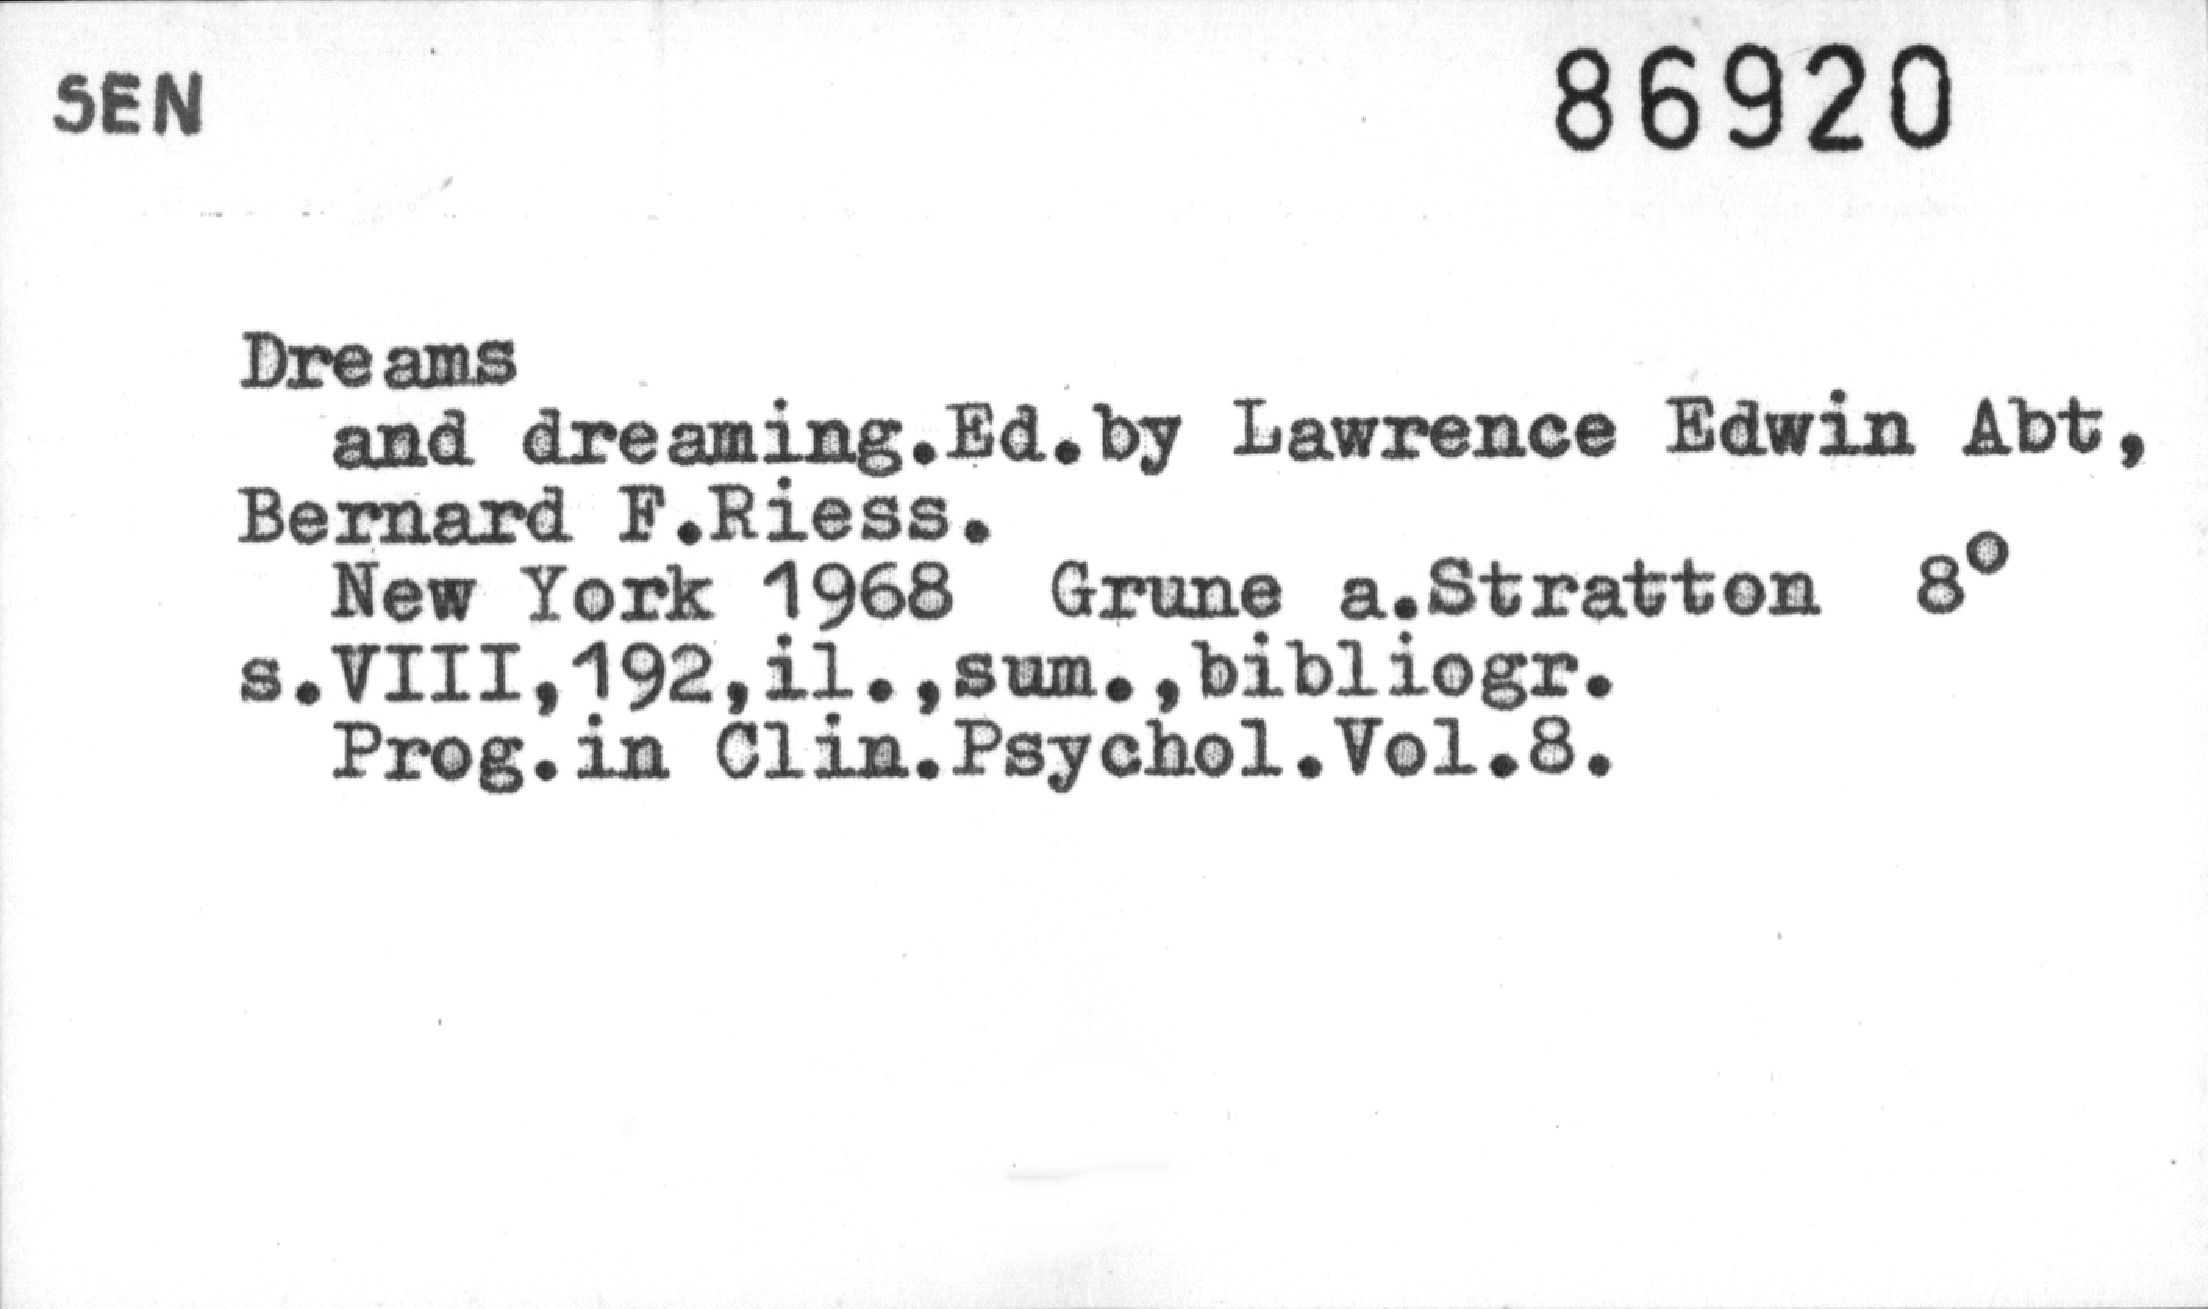 SEN 86920
Dreams
and dreaming.Ed.by Lawrence Edwin Abt,
Bernard F.Riess.
New York 1968 Grune a.Stratton 8°
s.VIII,192,il.,sum.,bibliogr.
Prog.in Clin.Psychol.Vol.8.